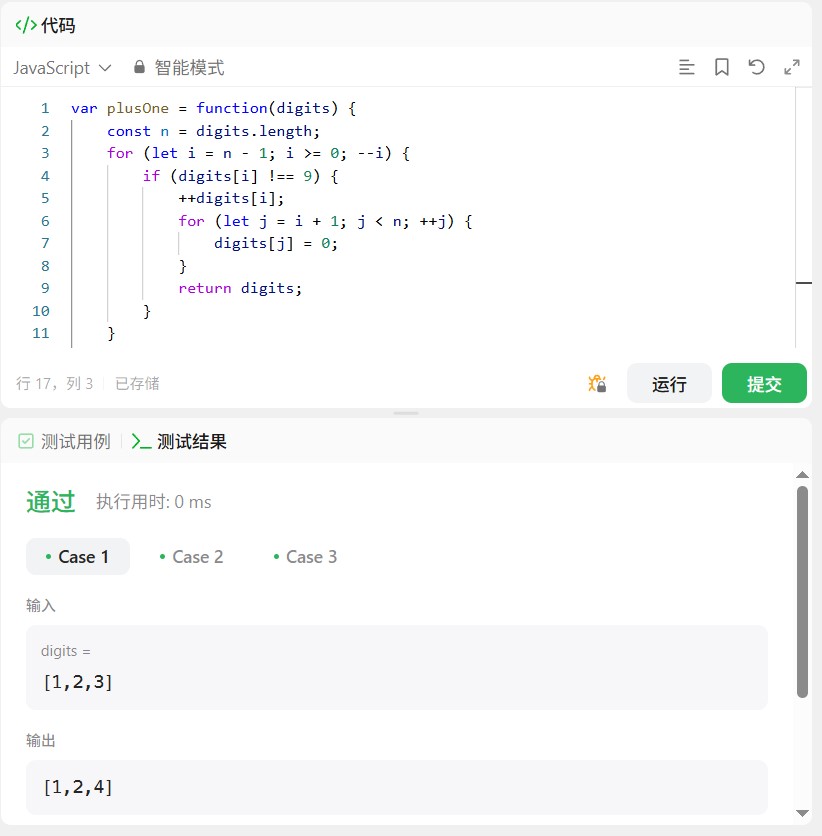 </> 代码
JavaScript 智能模式
1 var plusOne = function(digits) {
2     const n = digits.length;
3     for (let i = n - 1; i >= 0; --i) {
4         if (digits[i] !== 9) {
5             ++digits[i];
6             for (let j = i + 1; j < n; ++j) {
7                 digits[j] = 0;
8             }
9             return digits;
10         }
11     }
行 17，列 3 已存储 运行 提交
测试用例 >_ 测试结果
通过 执行用时: 0 ms
• Case 1 • Case 2 • Case 3
输入
digits =
[1,2,3]
输出
[1,2,4]